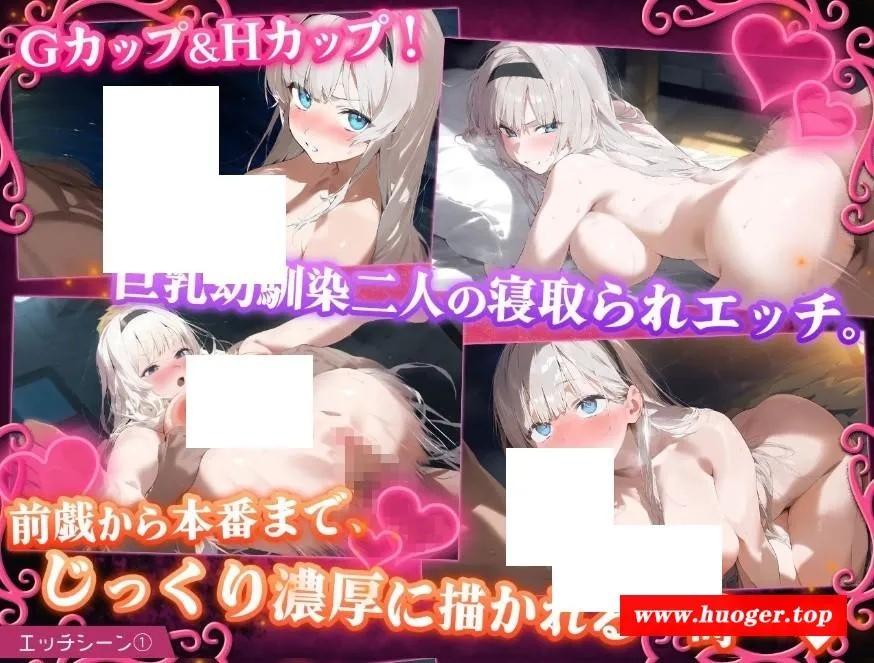 Gカップ&Hカップ!
巨乳幼馴染二人の寝取られエッチ。
前戯から本番まで、
じっくり濃厚に描かれる
www.huoger.top
エッチシーン①